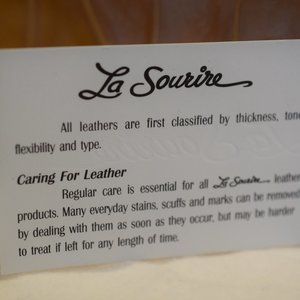 La Sourire
All leathers are first classified by thickness, tone
flexibility and type.
Caring For Leather
Regular care is essential for all La Sourire leather
products. Many everyday stains, scuffs and marks can be removed
by dealing with them as soon as they occur, but may be harder
to treat if left for any length of time.